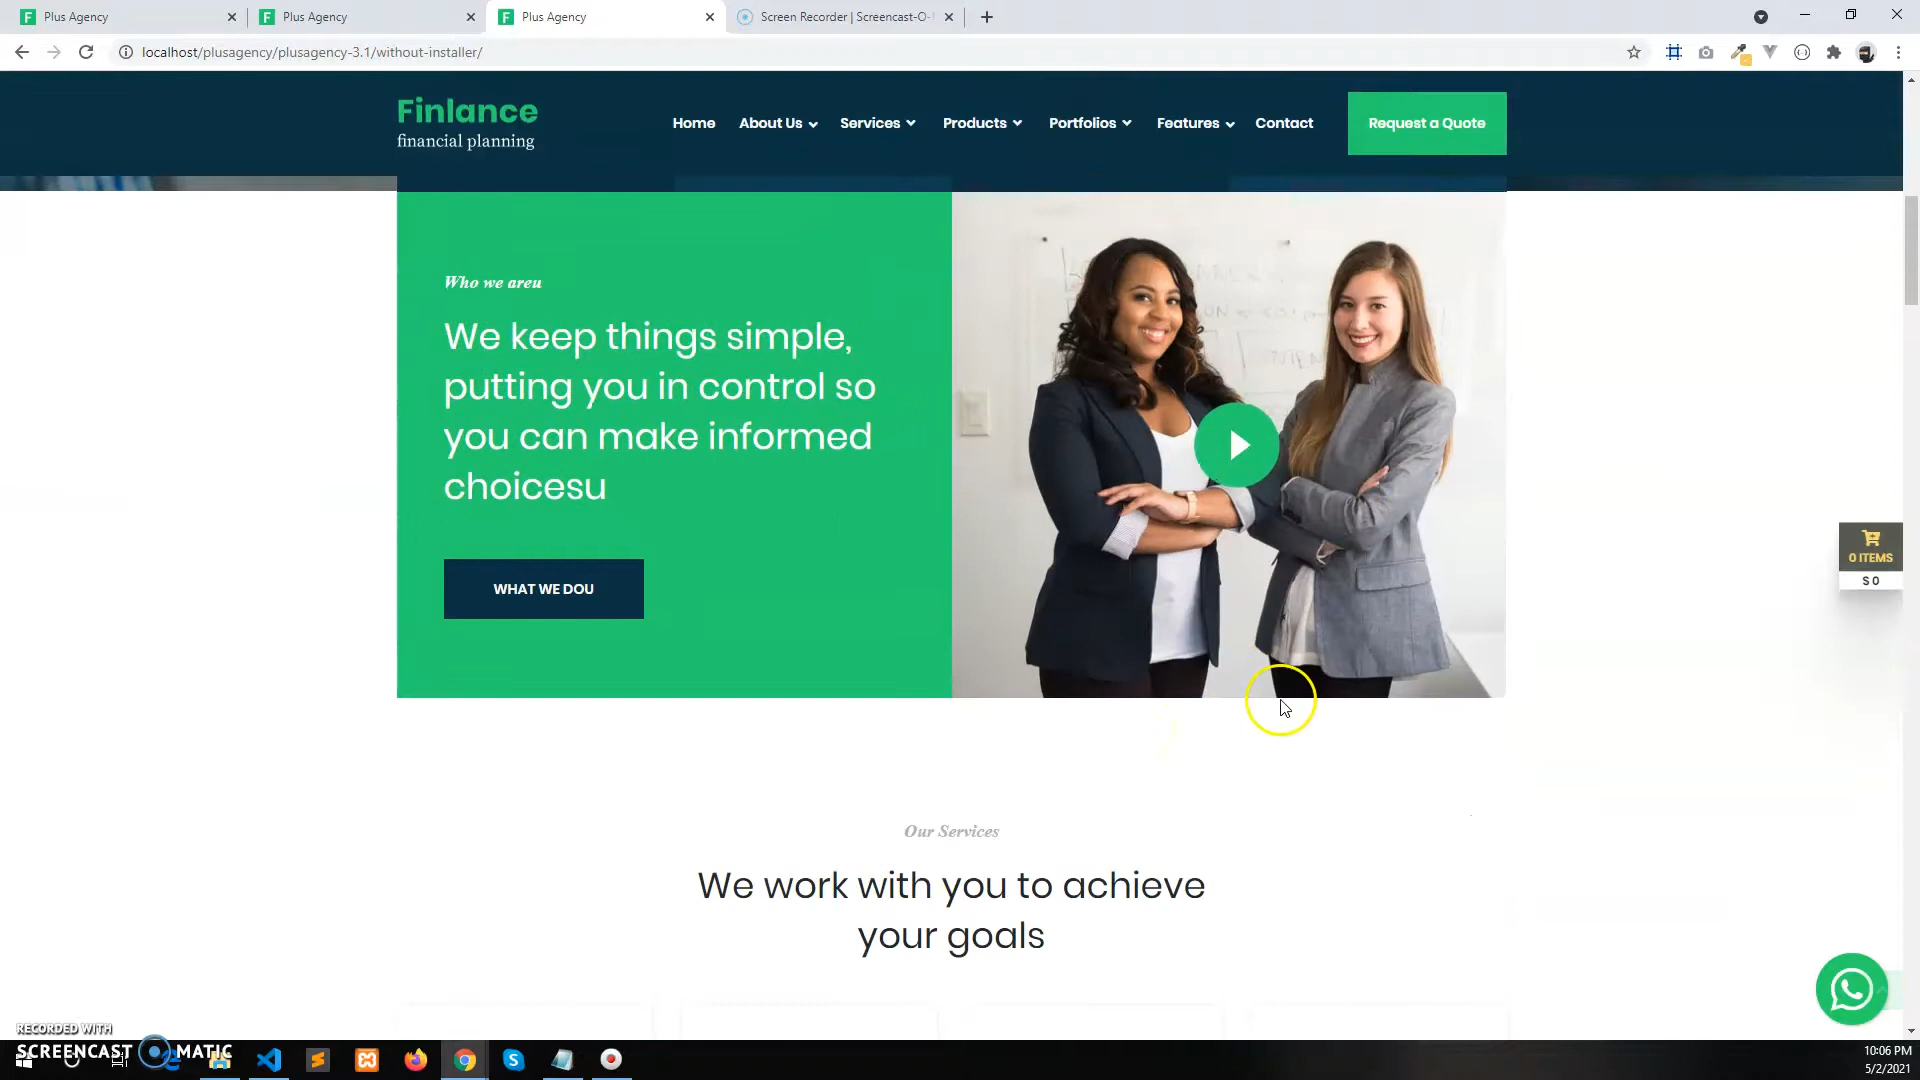 Plus Agency
Plus Agency
Plus Agency
Screen Recorder | Screencast-O-
localhost/plusagency/plusagency-3.1/without-installer/
Finlance
financial planning
Home
About Us
Services
Products
Portfolios
Features
Contact
Request a Quote
Who we areu
We keep things simple,
putting you in control so
you can make informed
choicesu
WHAT WE DOU
0 ITEMS
$ 0
Our Services
We work with you to achieve
your goals
RECORDED WITH
SCREENCAST MATIC
10:06 PM
5/2/2021